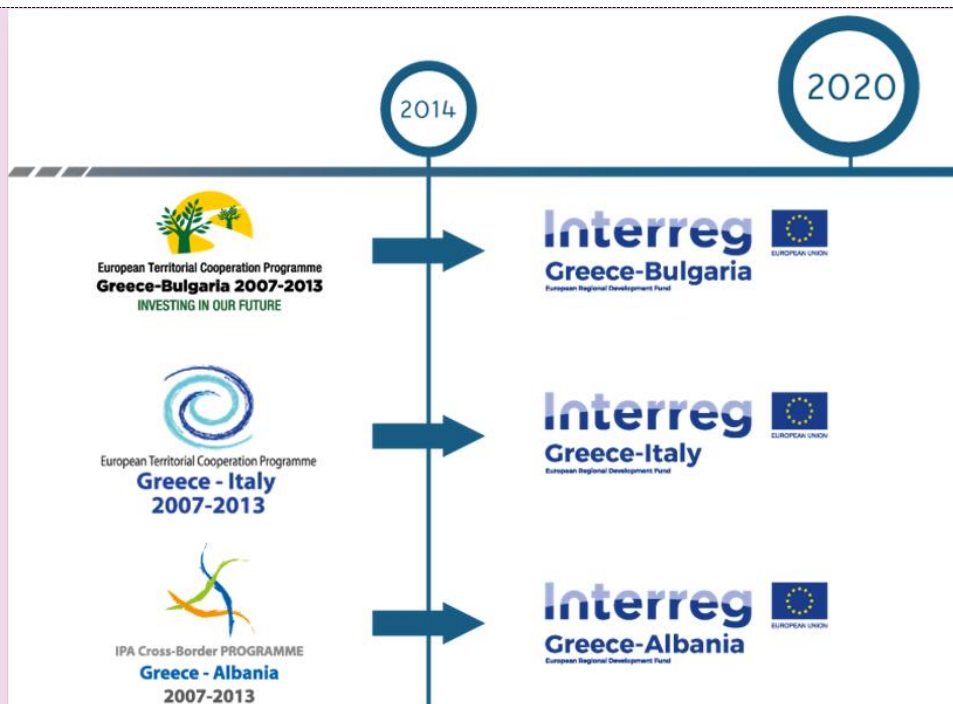 2014
2020
European Territorial Cooperation Programme
Greece-Bulgaria 2007-2013
INVESTING IN OUR FUTURE
Interreg
EUROPEAN UNION
Greece-Bulgaria
European Regional Development Fund
European Territorial Cooperation Programme
Greece - Italy
2007-2013
Interreg
EUROPEAN UNION
Greece-Italy
European Regional Development Fund
IPA Cross-Border PROGRAMME
Greece - Albania
2007-2013
Interreg
EUROPEAN UNION
Greece-Albania
European Regional Development Fund